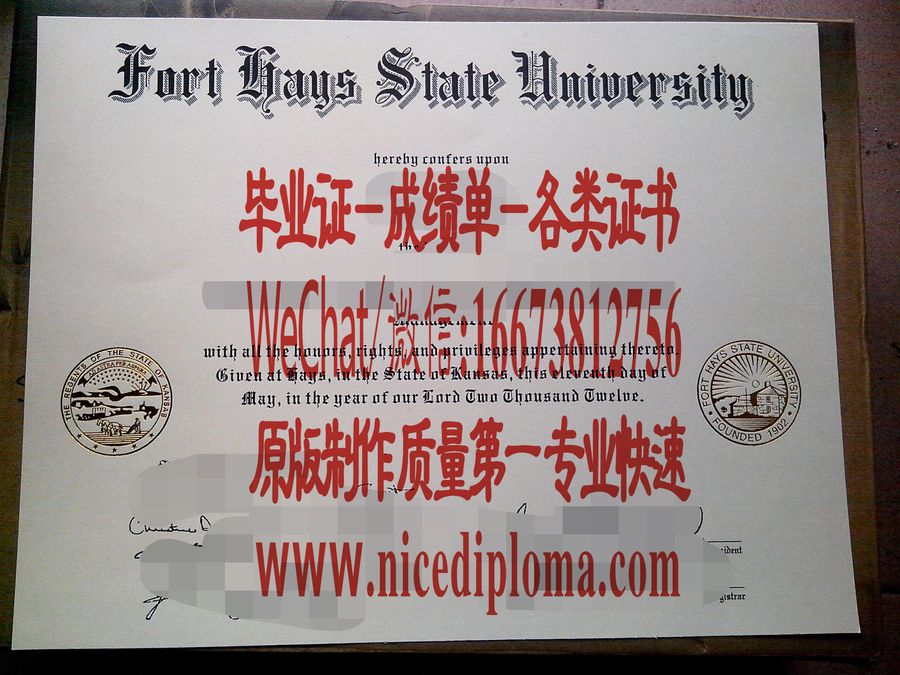 Fort Hays State University
hereby confers upon
毕业证－成绩单－各类证书
the
WeChat/微信:16673812756
Management
with all the honors, rights, and privileges appertaining thereto.
Given at Hays, in the State of Kansas, this eleventh day of
May, in the year of our Lord Two Thousand Twelve.
THE REGENTS OF THE STATE OF KANSAS
AD ASTRA PER ASPERA
FORT HAYS STATE UNIVERSITY
FOUNDED 1902
原版制作质量第一专业快速
www.nicediploma.com